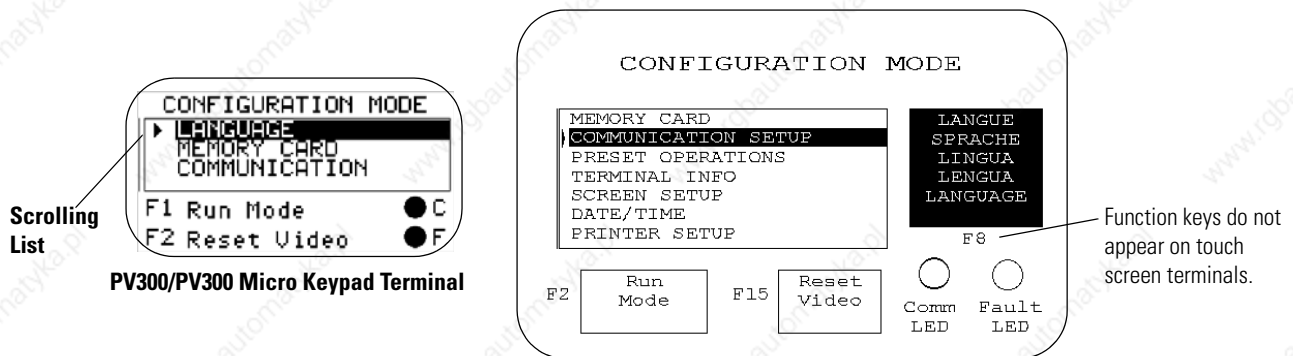 CONFIGURATION MODE
LANGUAGE
MEMORY CARD
COMMUNICATION
F1 Run Mode C
F2 Reset Video F
Scrolling
List
PV300/PV300 Micro Keypad Terminal
CONFIGURATION MODE
MEMORY CARD
COMMUNICATION SETUP
PRESET OPERATIONS
TERMINAL INFO
SCREEN SETUP
DATE/TIME
PRINTER SETUP
LANGUE
SPRACHE
LINGUA
LENGUA
LANGUAGE
F8
F2
Run
Mode
F15
Reset
Video
Comm
LED
Fault
LED
Function keys do not
appear on touch
screen terminals.